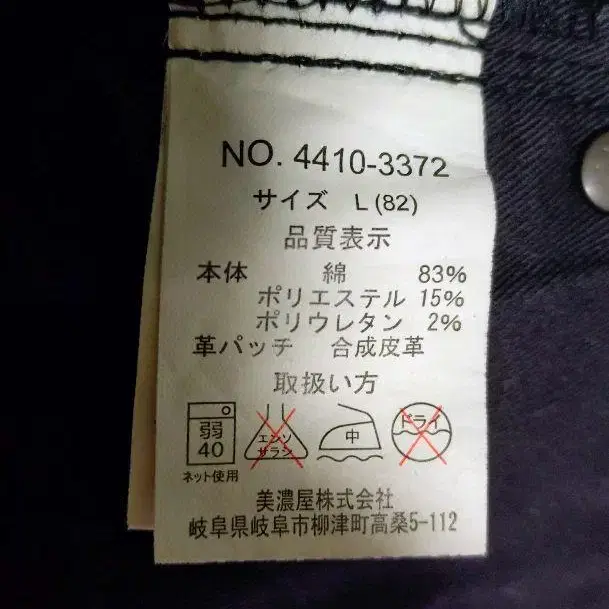 NO. 4410-3372
サイズ L(82)
品質表示
本体 綿 83%
ポリエステル 15%
ポリウレタン 2%
革パッチ 合成皮革
取扱い方
弱 40 エンソ サラシ 中 ドライ
ネット使用
美濃屋株式会社
岐阜県岐阜市柳津町高桑5-112